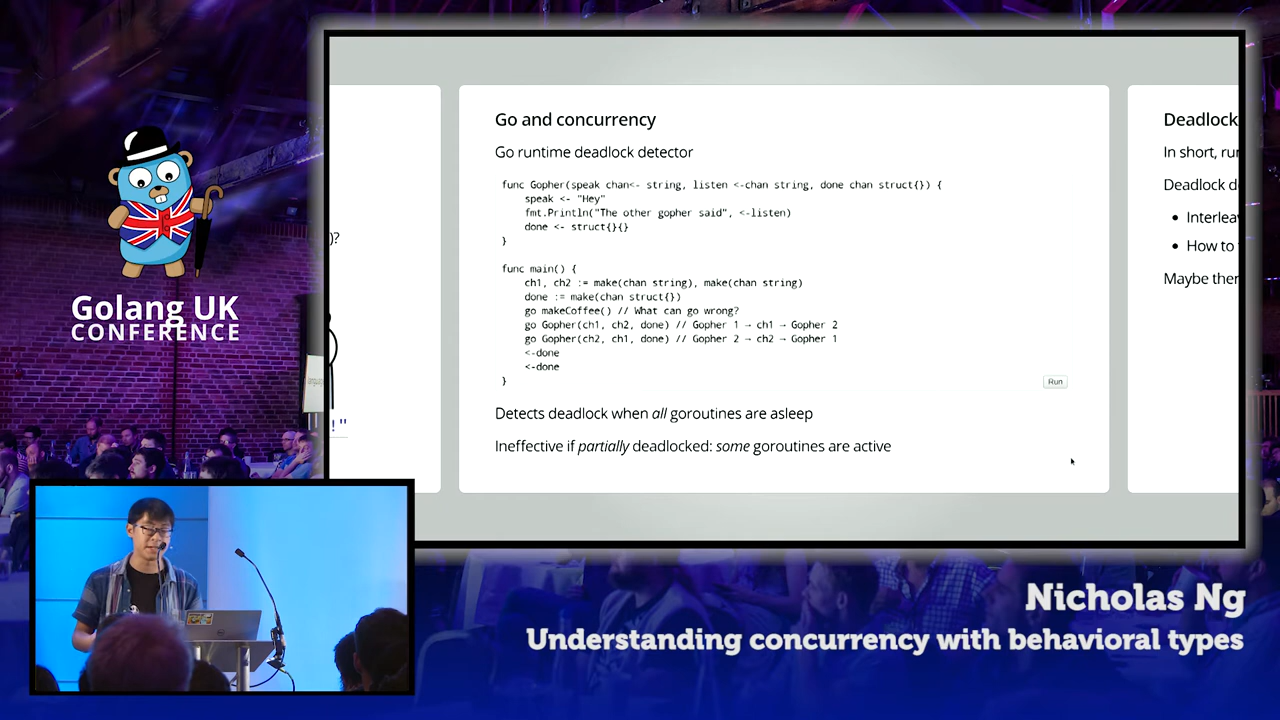 Golang UK
CONFERENCE
)?
!"
Go and concurrency
Go runtime deadlock detector
func Gopher(speak chan<- string, listen <-chan string, done chan struct{}) {
speak <- "Hey"
fmt.Println("The other gopher said", <-listen)
done <- struct{}{}
}
func main() {
ch1, ch2 := make(chan string), make(chan string)
done := make(chan struct{})
go makeCoffee() // What can go wrong?
go Gopher(ch1, ch2, done) // Gopher 1 → ch1 → Gopher 2
go Gopher(ch2, ch1, done) // Gopher 2 → ch2 → Gopher 1
<-done
<-done
}
Run
Detects deadlock when all goroutines are asleep
Ineffective if partially deadlocked: some goroutines are active
Deadlock
In short, ru
Deadlock d
• Interlea
• How to
Maybe ther
Nicholas Ng
Understanding concurrency with behavioral types